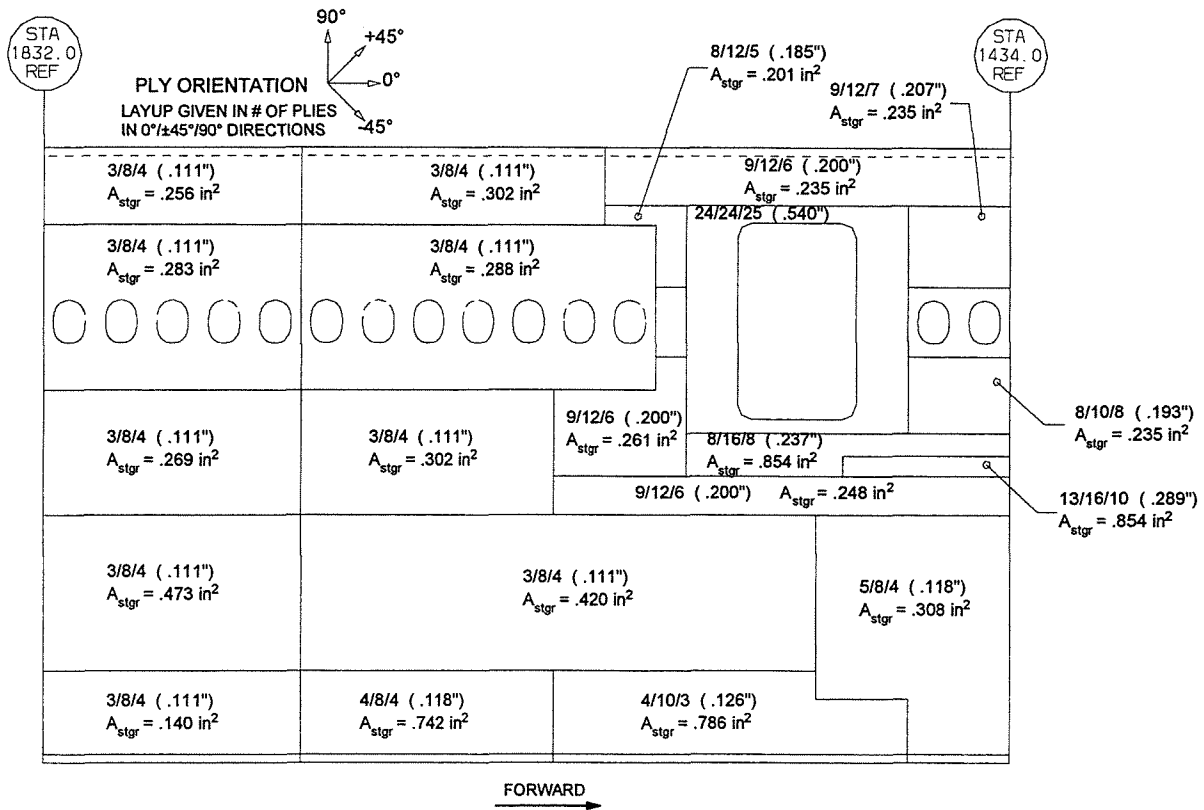 STA
1832.0
REF
90°
+45°
0°
-45°
PLY ORIENTATION
LAYUP GIVEN IN # OF PLIES
IN 0°/±45°/90° DIRECTIONS
STA
1434.0
REF
8/12/5 ( .185")
Astgr = .201 in²
9/12/7 ( .207")
Astgr = .235 in²
3/8/4 ( .111")
Astgr = .256 in²
3/8/4 ( .111")
Astgr = .302 in²
9/12/6 ( .200")
Astgr = .235 in²
24/24/25 ( .540")
3/8/4 ( .111")
Astgr = .283 in²
3/8/4 ( .111")
Astgr = .288 in²
3/8/4 ( .111")
Astgr = .269 in²
3/8/4 ( .111")
Astgr = .302 in²
9/12/6 ( .200")
Astgr = .261 in²
8/16/8 ( .237")
Astgr = .854 in²
8/10/8 ( .193")
Astgr = .235 in²
9/12/6 ( .200") Astgr = .248 in²
13/16/10 ( .289")
Astgr = .854 in²
3/8/4 ( .111")
Astgr = .473 in²
3/8/4 ( .111")
Astgr = .420 in²
5/8/4 ( .118")
Astgr = .308 in²
3/8/4 ( .111")
Astgr = .140 in²
4/8/4 ( .118")
Astgr = .742 in²
4/10/3 ( .126")
Astgr = .786 in²
FORWARD